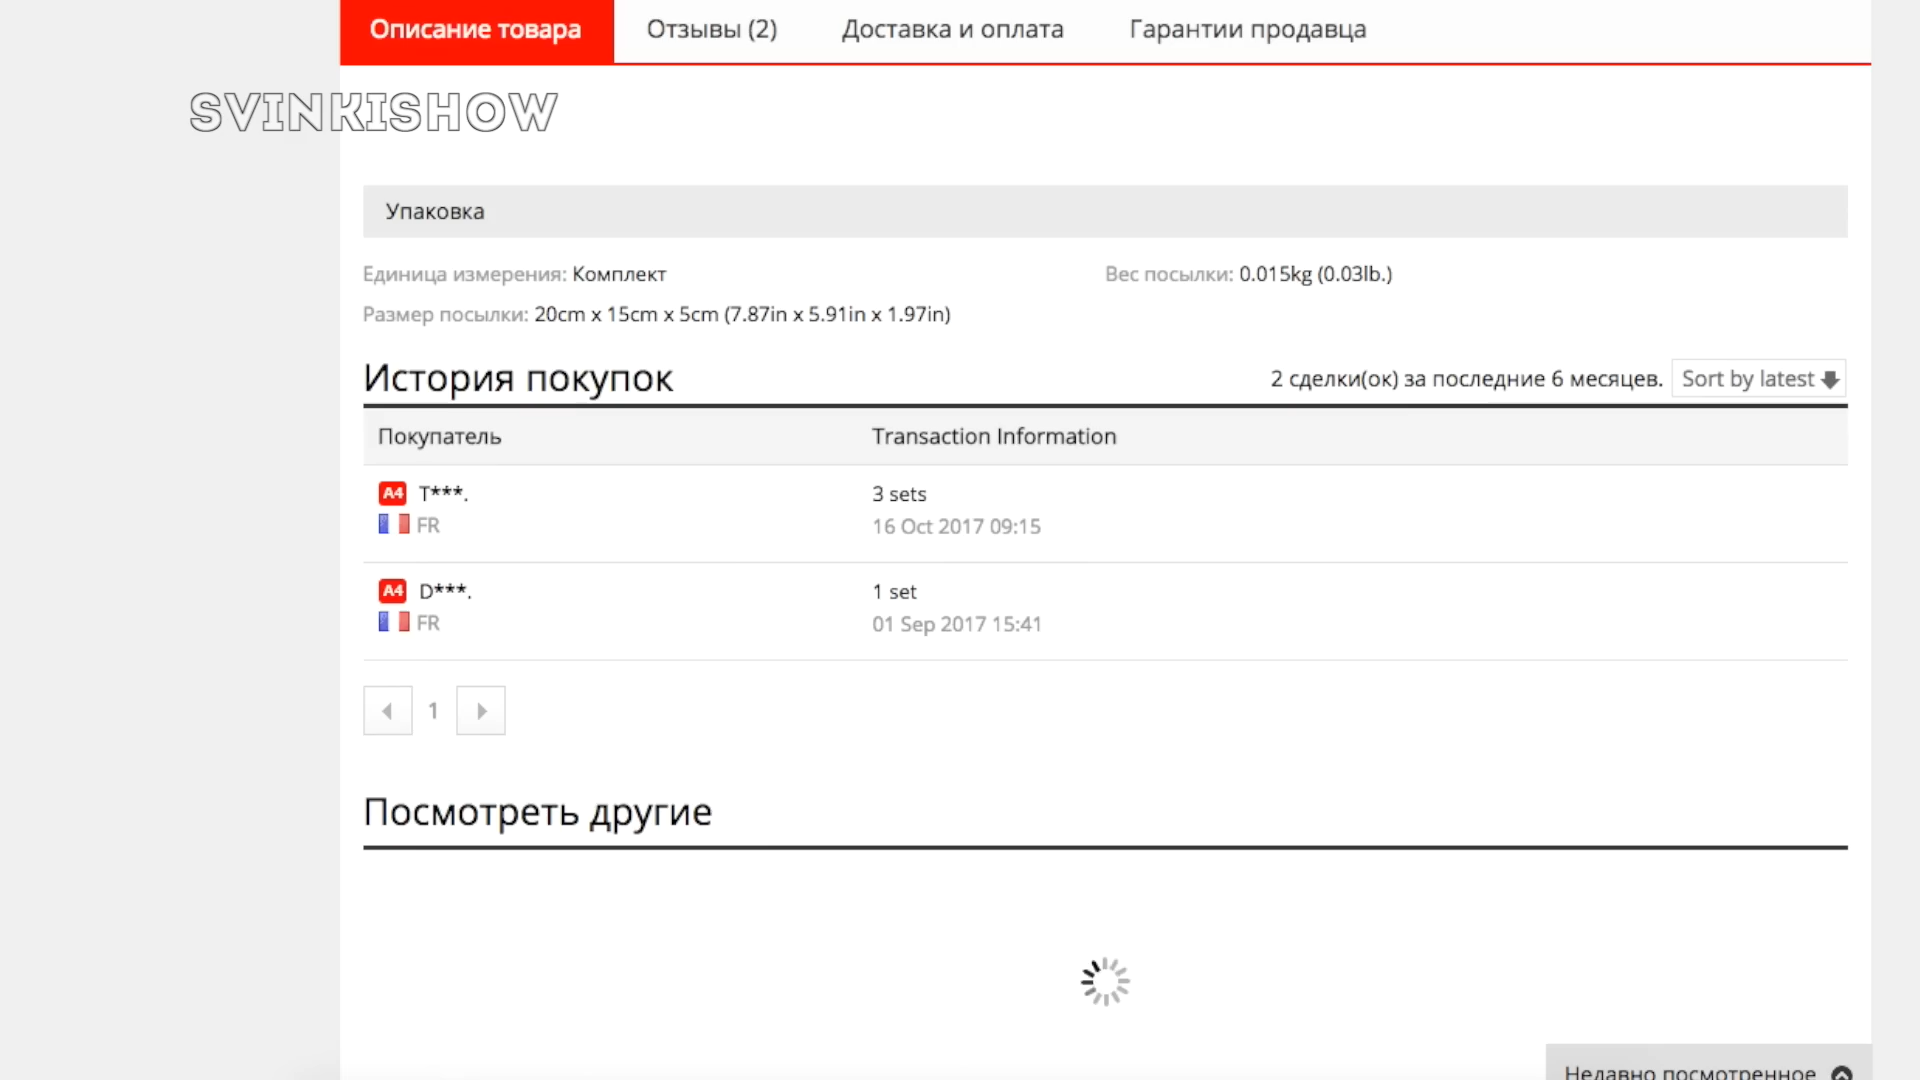 Описание товара
Отзывы (2)
Доставка и оплата
Гарантии продавца
SVINKISHOW
Упаковка
Единица измерения: Комплект
Вес посылки: 0.015kg (0.03lb.)
Размер посылки: 20cm x 15cm x 5cm (7.87in x 5.91in x 1.97in)
История покупок
2 сделки(ок) за последние 6 месяцев.
Sort by latest
Покупатель
Transaction Information
A4 T***.
3 sets
FR
16 Oct 2017 09:15
A4 D***.
1 set
FR
01 Sep 2017 15:41
1
Посмотреть другие
Недавно посмотренное